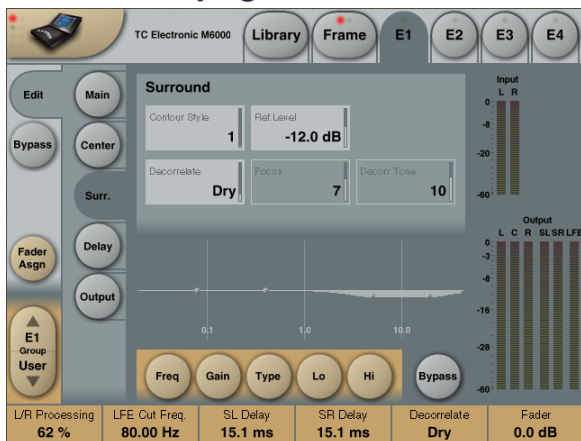 TC Electronic M6000
Library
Frame
E1
E2
E3
E4
Edit
Bypass
Fader
Asgn
E1
Group
User
Main
Center
Surr.
Delay
Output
Surround
Contour Style
1
Ref.Level
-12.0 dB
Decorrelate
Dry
Focus
7
Decorr.Tone
10
0.1
1.0
10.0
Freq
Gain
Type
Lo
Hi
Bypass
Input
L R
0
-8
-20
-60
Output
L C R SL SR LFE
0
-3
-8
-16
-28
-60
L/R Processing
62 %
LFE Cut Freq.
80.00 Hz
SL Delay
15.1 ms
SR Delay
15.1 ms
Decorrelate
Dry
Fader
0.0 dB